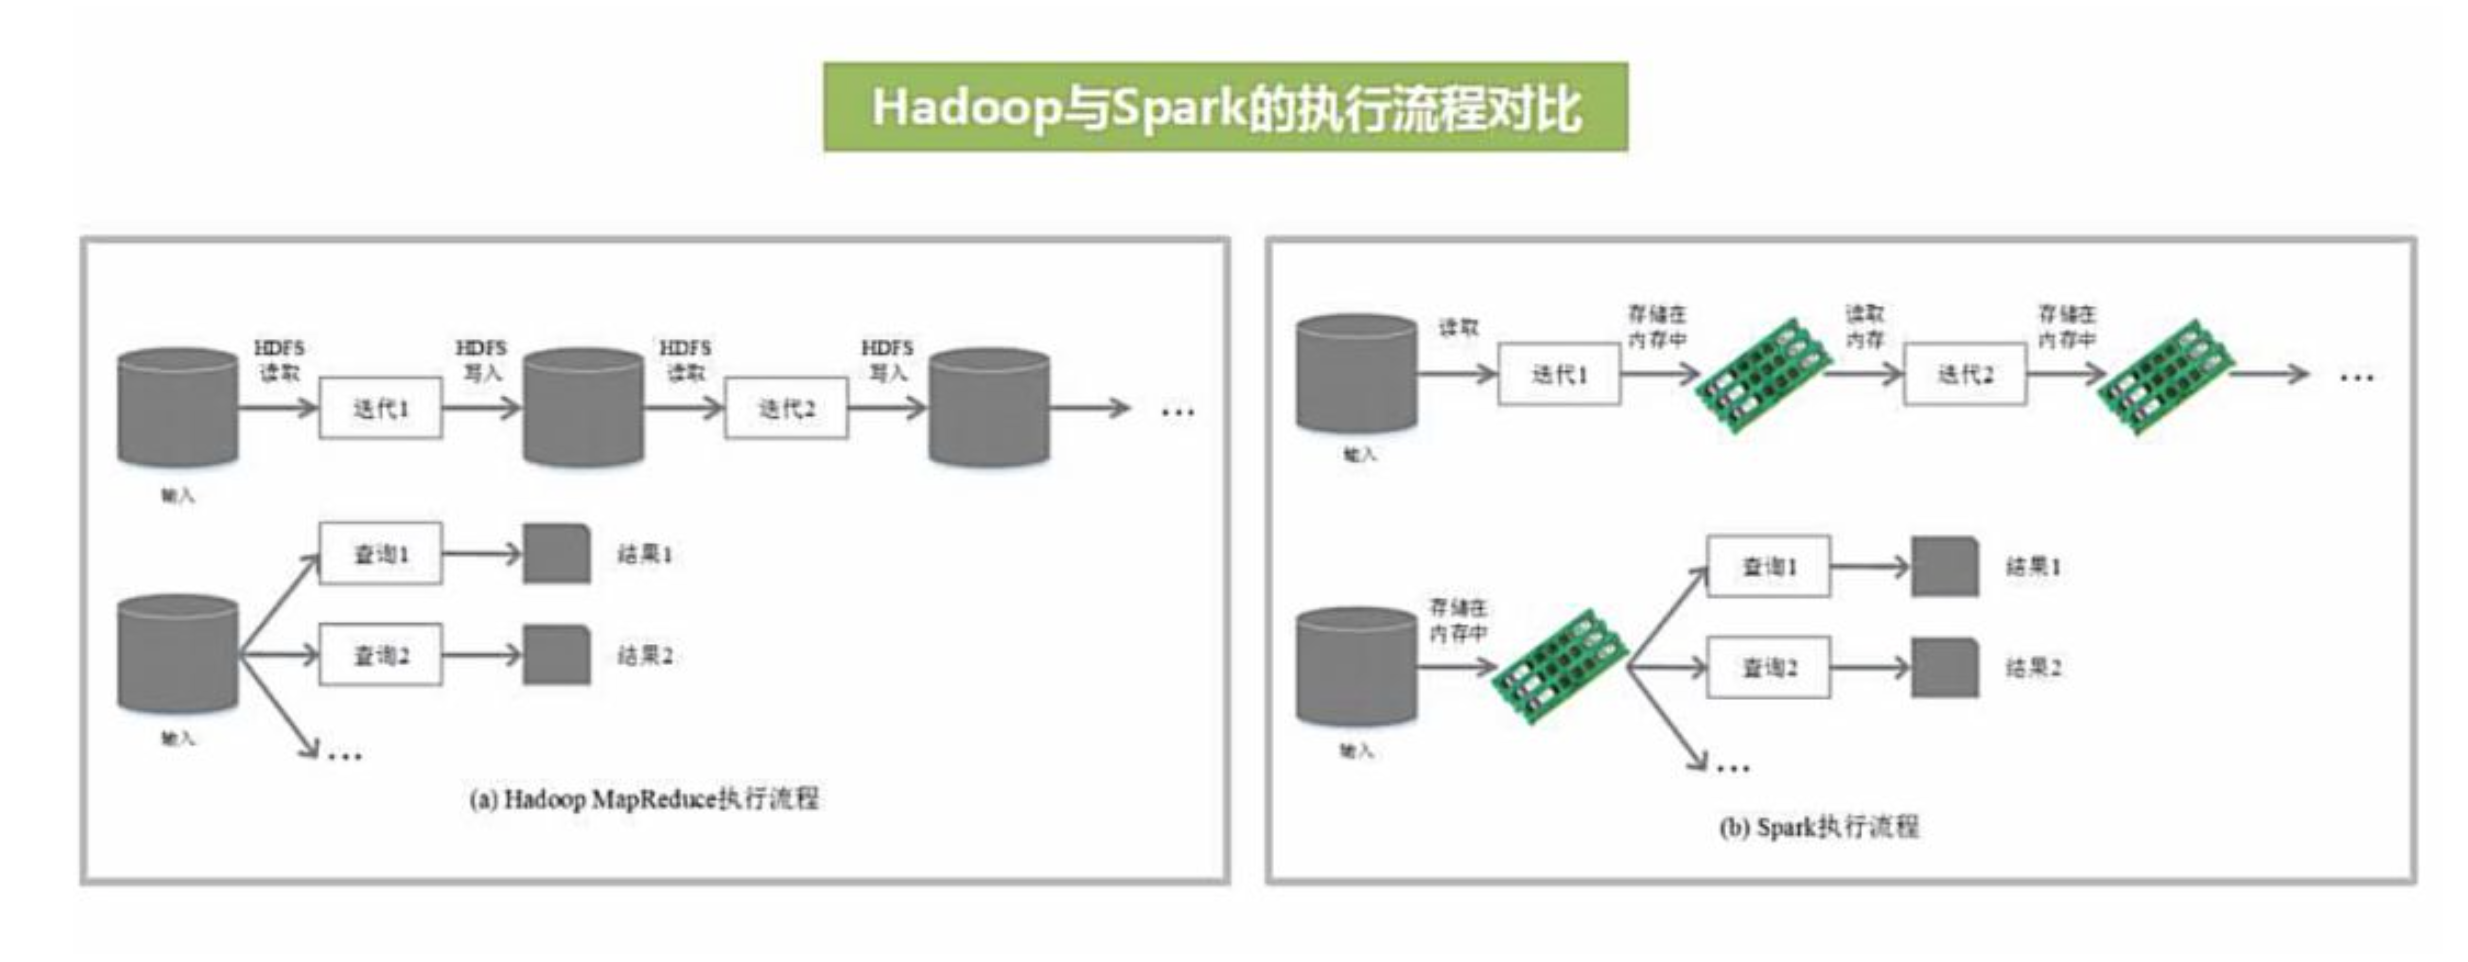 Hadoop与Spark的执行流程对比
HDFS
读取
HDFS
写入
HDFS
读取
HDFS
写入
迭代1
迭代2
...
输入
查询1
结果1
查询2
结果2
输入
...
(a) Hadoop MapReduce执行流程
读取
存储在
内存中
读取
内存
存储在
内存中
迭代1
迭代2
...
输入
查询1
结果1
存储在
内存中
查询2
结果2
输入
...
(b) Spark执行流程